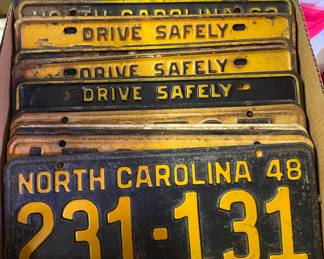 NORTH CAROLINA
DRIVE SAFELY
DRIVE SAFELY
DRIVE SAFELY
NORTH CAROLINA 48
231-131